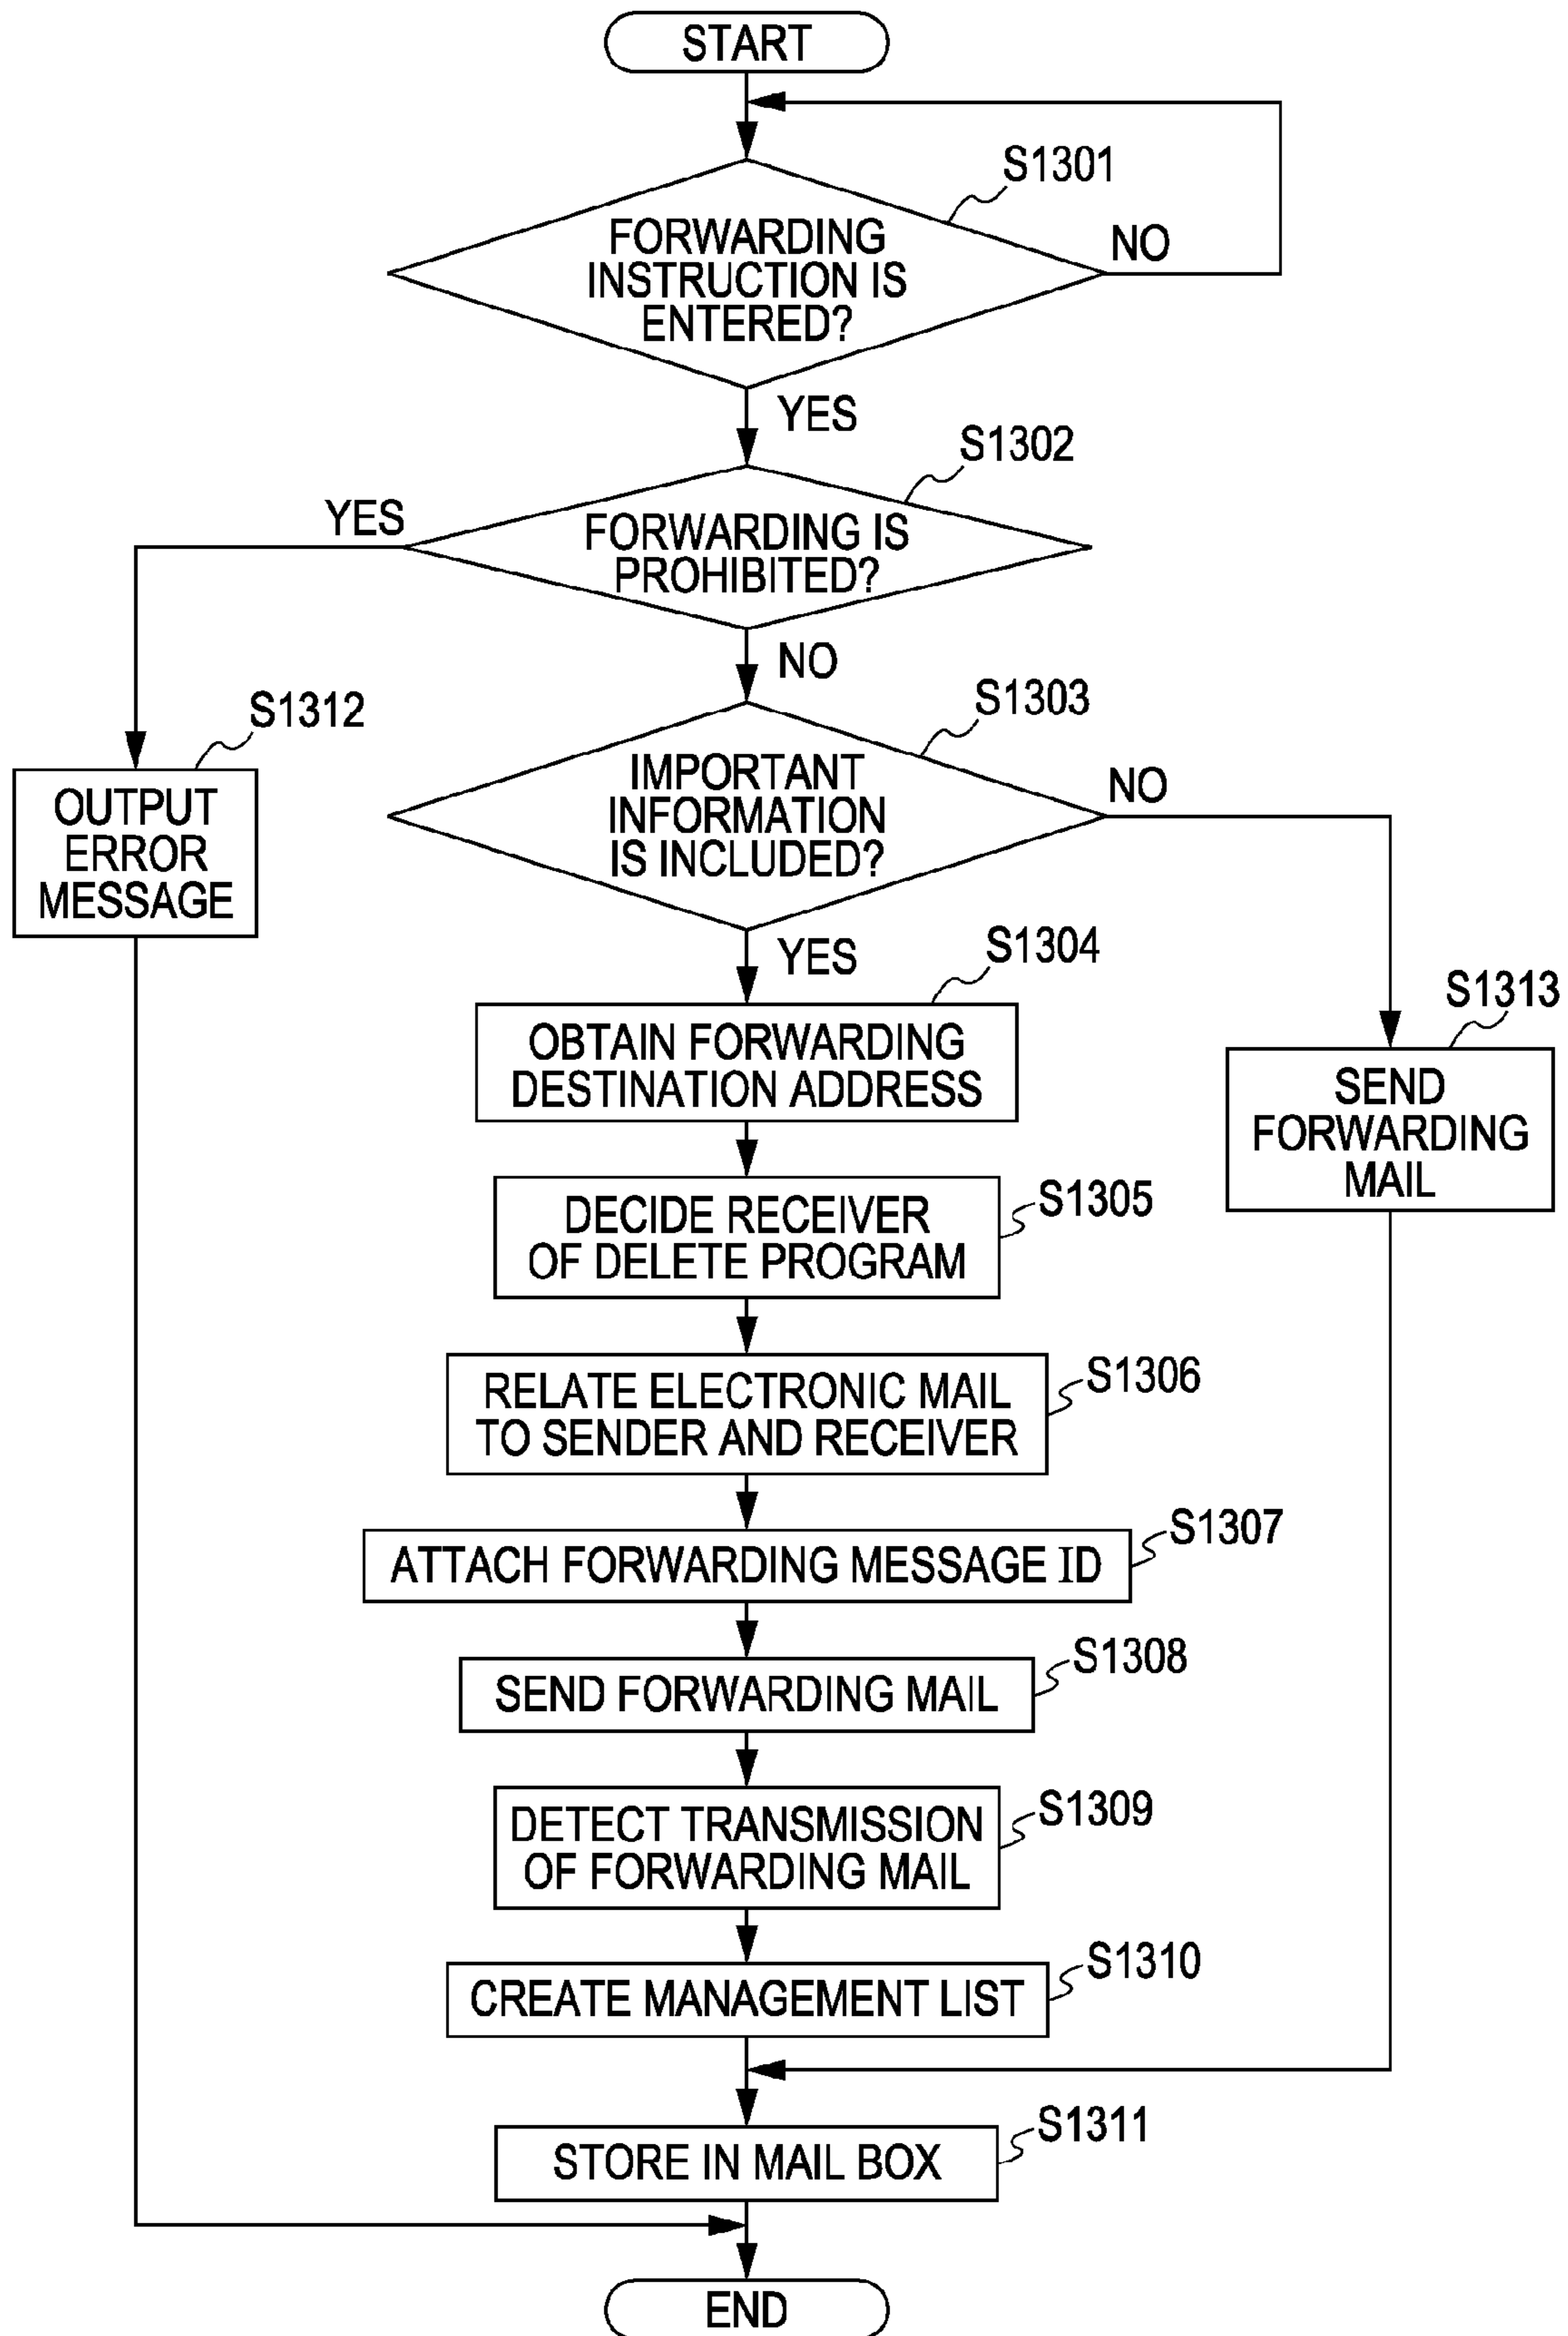 START
S1301
FORWARDING
INSTRUCTION IS
ENTERED?
NO
YES
S1302
YES
FORWARDING IS
PROHIBITED?
NO
S1312
OUTPUT
ERROR
MESSAGE
S1303
IMPORTANT
INFORMATION
IS INCLUDED?
NO
YES
S1304
OBTAIN FORWARDING
DESTINATION ADDRESS
S1313
SEND
FORWARDING
MAIL
S1305
DECIDE RECEIVER
OF DELETE PROGRAM
S1306
RELATE ELECTRONIC MAIL
TO SENDER AND RECEIVER
S1307
ATTACH FORWARDING MESSAGE ID
S1308
SEND FORWARDING MAIL
S1309
DETECT TRANSMISSION
OF FORWARDING MAIL
S1310
CREATE MANAGEMENT LIST
S1311
STORE IN MAIL BOX
END